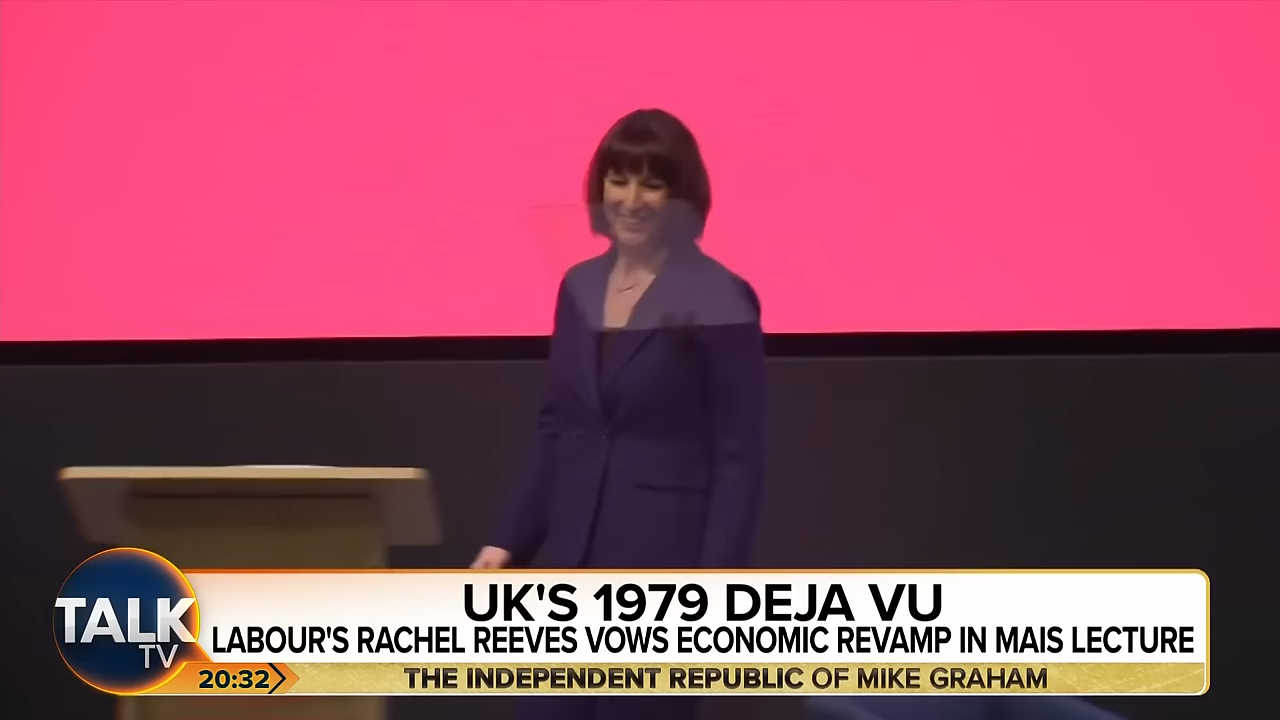 UK'S 1979 DEJA VU
LABOUR'S RACHEL REEVES VOWS ECONOMIC REVAMP IN MAIS LECTURE
TALK
TV
20:32
THE INDEPENDENT REPUBLIC OF MIKE GRAHAM